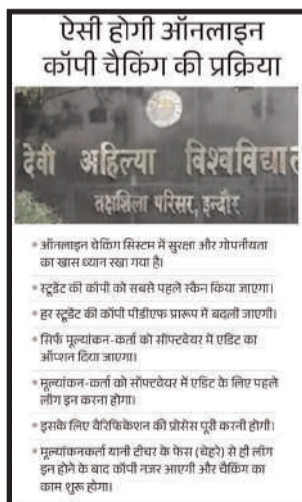 ऐसी होगी ऑनलाइन
कॉपी चैकिंग की प्रक्रिया
देवी अहिल्या विश्वविद्याल
तक्षशिला परिसर, इन्दौर
• ऑनलाइन चेकिंग सिस्टम में सुरक्षा और गोपनीयता
का खास ध्यान रखा गया है।
• स्टूडेंट की कॉपी को सबसे पहले स्कैन किया जाएगा।
• हर स्टूडेंट की कॉपी पीडीएफ प्रारूप में बदली जाएगी।
• सिर्फ मूल्यांकन-कर्ता को सॉफ्टवेयर में एडिट का
ऑप्शन दिया जाएगा।
• मूल्यांकन-कर्ता को सॉफ्टवेयर में एडिट के लिए पहले
लॉग इन करना होगा।
• इसके लिए वैरिफिकेशन की प्रोसेस पूरी करनी होगी।
• मूल्यांकनकर्ता यानी टीचर के फेस (चेहरे) से ही लॉग
इन होने के बाद कॉपी नजर आएगी और चैकिंग का
काम शुरू होगा।